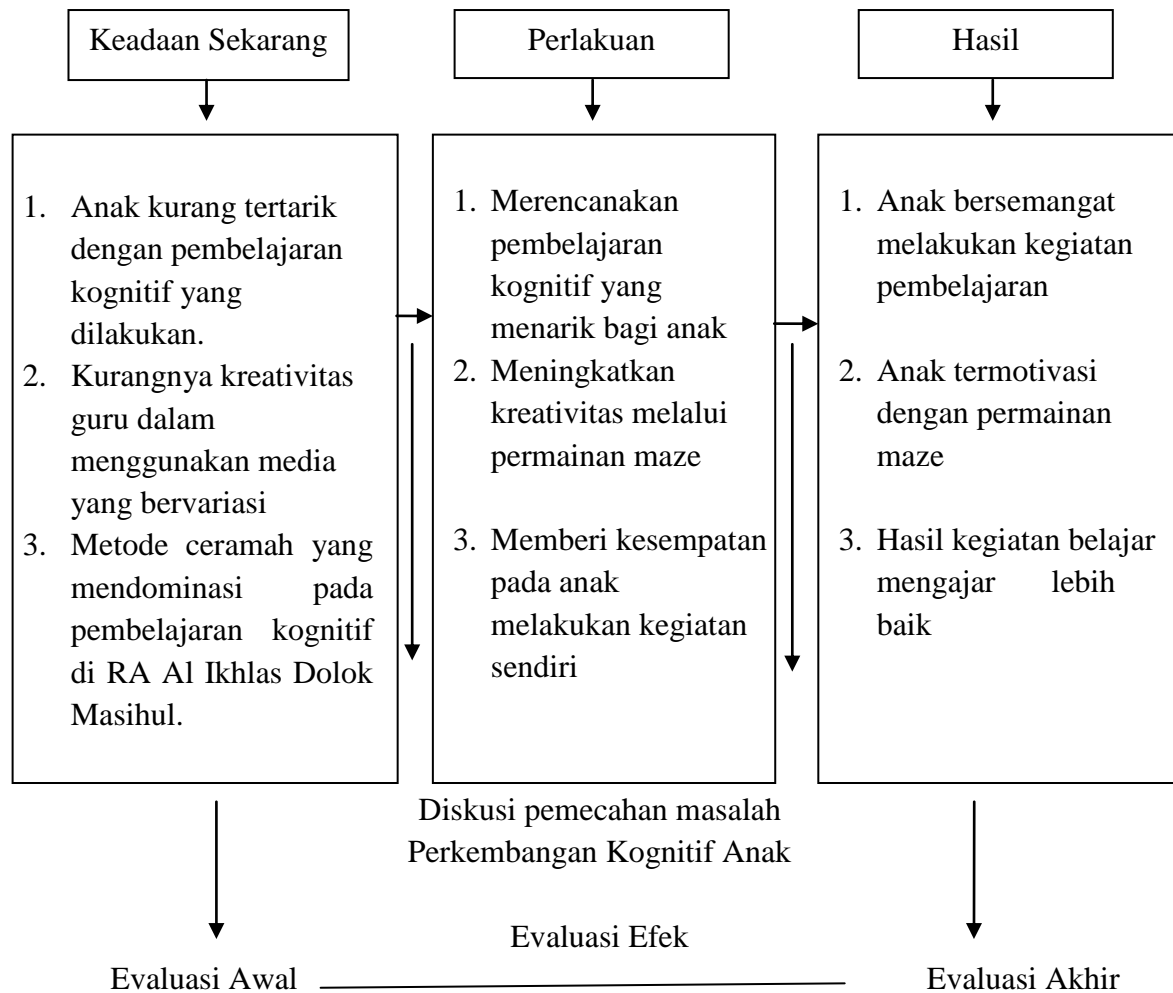 Keadaan Sekarang
Perlakuan
Hasil
1. Anak kurang tertarik
dengan pembelajaran
kognitif yang
dilakukan.
2. Kurangnya kreativitas
guru dalam
menggunakan media
yang bervariasi
3. Metode ceramah yang
mendominasi pada
pembelajaran kognitif
di RA Al Ikhlas Dolok
Masihul.
1. Merencanakan
pembelajaran
kognitif yang
menarik bagi anak
2. Meningkatkan
kreativitas melalui
permainan maze
3. Memberi kesempatan
pada anak
melakukan kegiatan
sendiri
1. Anak bersemangat
melakukan kegiatan
pembelajaran
2. Anak termotivasi
dengan permainan
maze
3. Hasil kegiatan belajar
mengajar lebih
baik
Diskusi pemecahan masalah
Perkembangan Kognitif Anak
Evaluasi Efek
Evaluasi Awal
Evaluasi Akhir